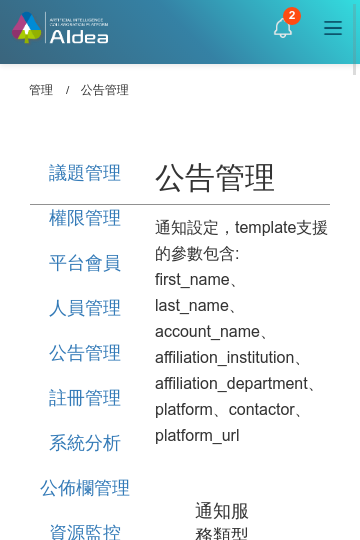 ARTIFICIAL INTELLIGENCE
COLLABORATION PLATFORM
AIdea
2
管理 / 公告管理
議題管理
權限管理
平台會員
人員管理
公告管理
註冊管理
系統分析
公佈欄管理
資源監控
公告管理
通知設定，template支援
的參數包含:
first_name、
last_name、
account_name、
affiliation_institution、
affiliation_department、
platform、contactor、
platform_url
通知服
務類型